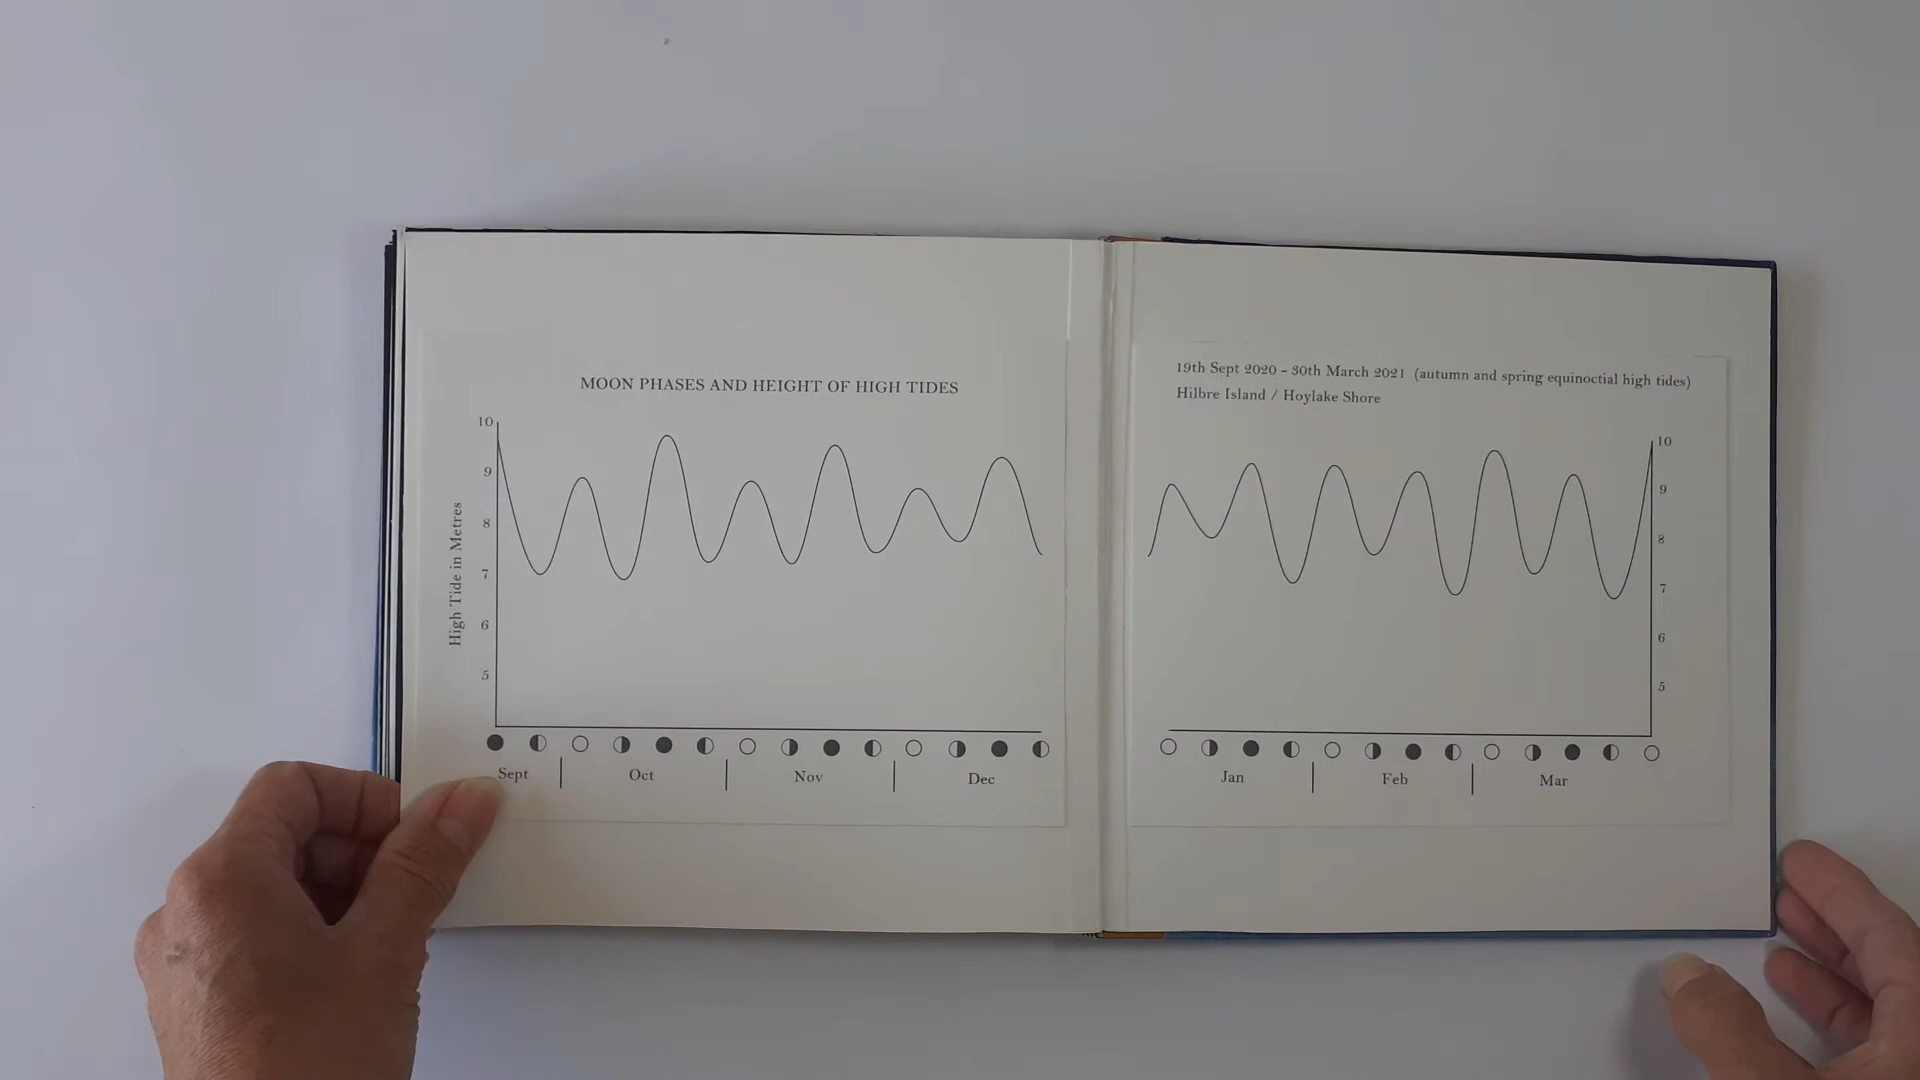 MOON PHASES AND HEIGHT OF HIGH TIDES
High Tide in Metres
10
9
8
7
6
5
Sept | Oct | Nov | Dec
19th Sept 2020 - 30th March 2021 (autumn and spring equinoctial high tides)
Hilbre Island / Hoylake Shore
10
9
8
7
6
5
Jan | Feb | Mar